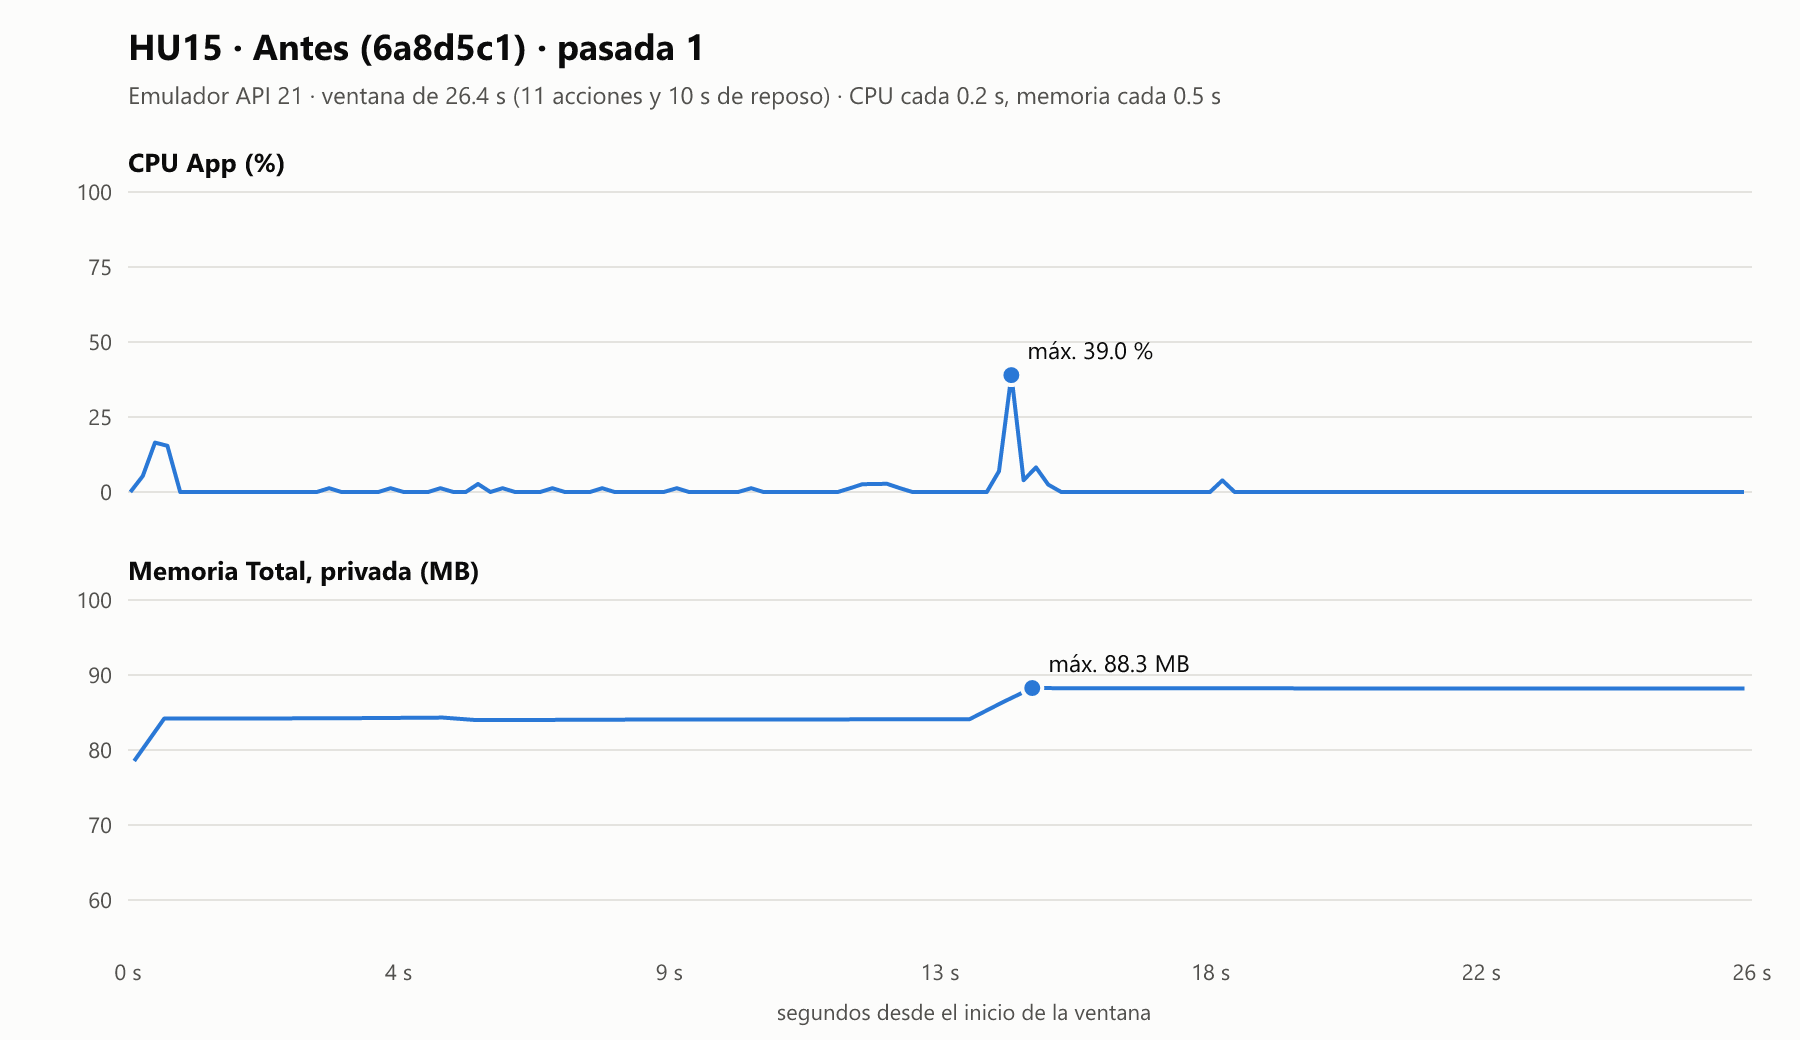 HU15 · Antes (6a8d5c1) · pasada 1
Emulador API 21 · ventana de 26.4 s (11 acciones y 10 s de reposo) · CPU cada 0.2 s, memoria cada 0.5 s
CPU App (%)
100
75
50
máx. 39.0 %
25
0
Memoria Total, privada (MB)
100
90
máx. 88.3 MB
80
70
60
0 s 4 s 9 s 13 s 18 s 22 s 26 s
segundos desde el inicio de la ventana